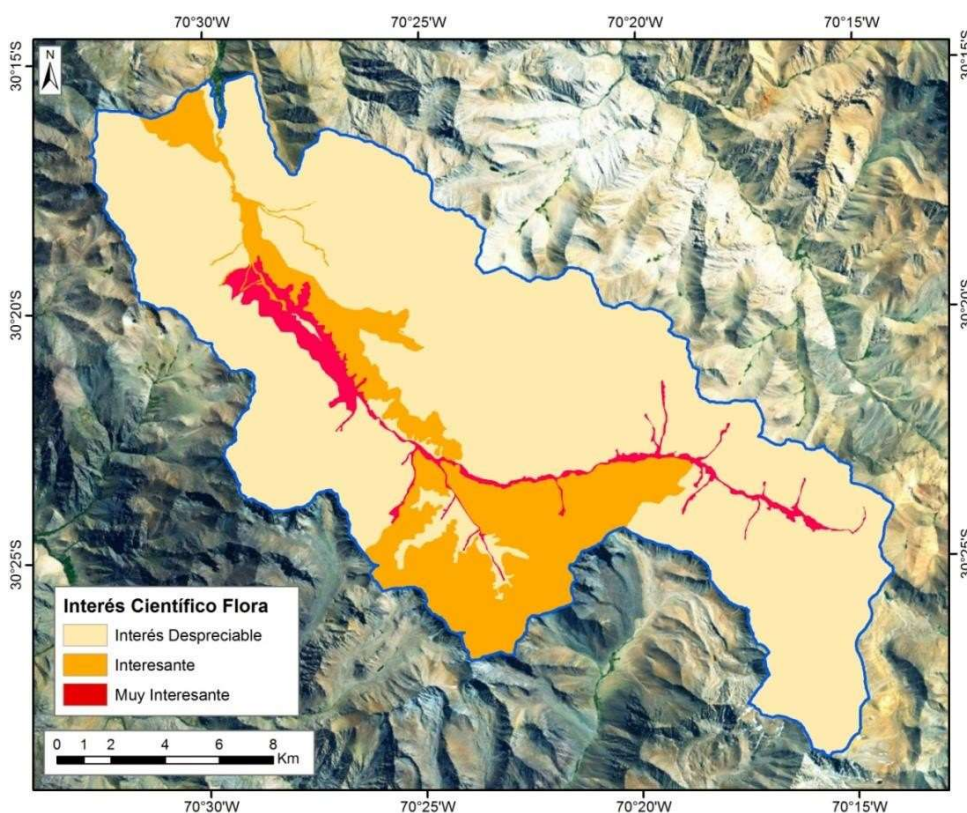 70°30'W 70°25'W 70°20'W 70°15'W
30°15'S 30°15'S
N
30°20'S 30°20'S
30°25'S 30°25'S
Interés Científico Flora
Interés Despreciable
Interesante
Muy Interesante
0 1 2 4 6 8
Km
70°30'W 70°25'W 70°20'W 70°15'W